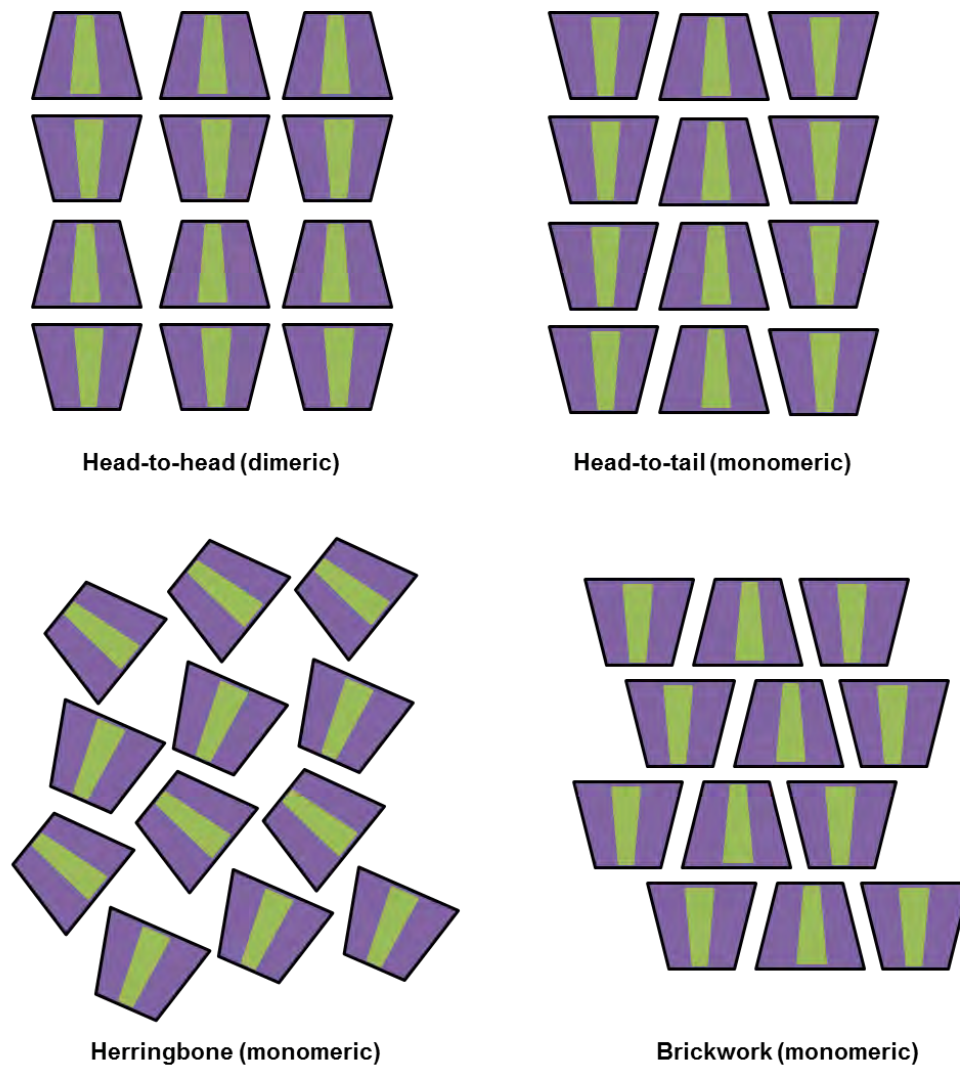 Head-to-head (dimeric)
Head-to-tail (monomeric)
Herringbone (monomeric)
Brickwork (monomeric)